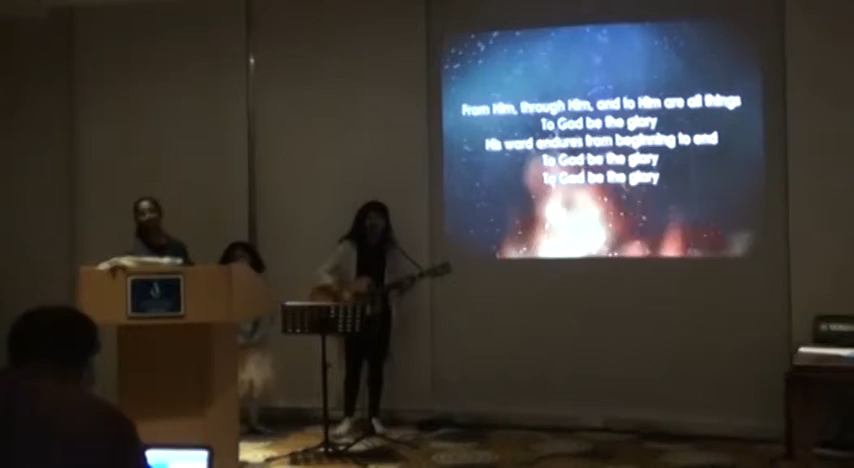 From Him, through Him, and to Him are all things
To God be the glory
His word endures from beginning to end
To God be the glory
To God be the glory